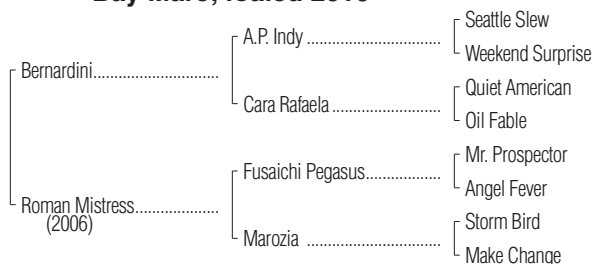 Bay Mare, foaled
Seattle Slew
A.P. Indy ..................................
Weekend Surprise
Bernardini................................
Quiet American
Cara Rafaela ............................
Oil Fable
Mr. Prospector
Fusaichi Pegasus...................
Angel Fever
Roman Mistress.....................
(2006)
Storm Bird
Marozia ..................................
Make Change